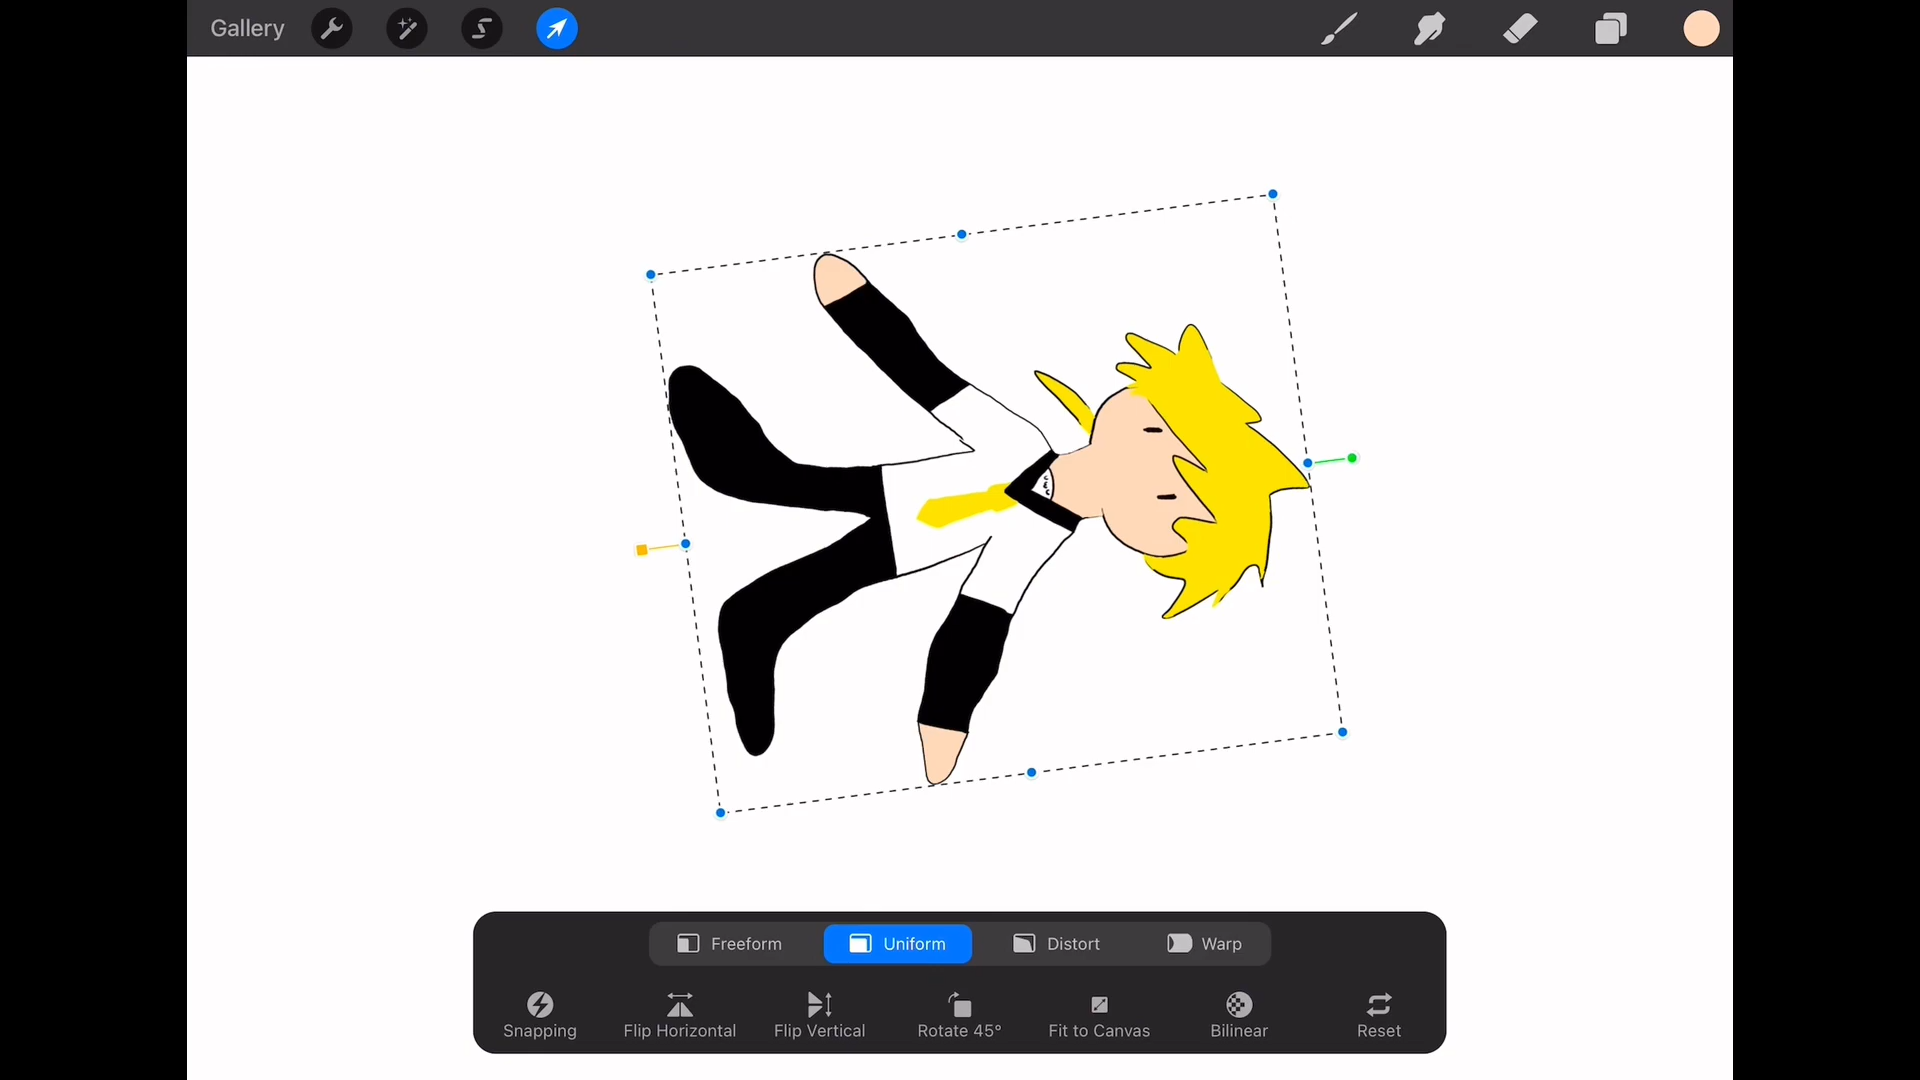 Gallery
Freeform Uniform Distort Warp
Snapping Flip Horizontal Flip Vertical Rotate 45° Fit to Canvas Bilinear Reset